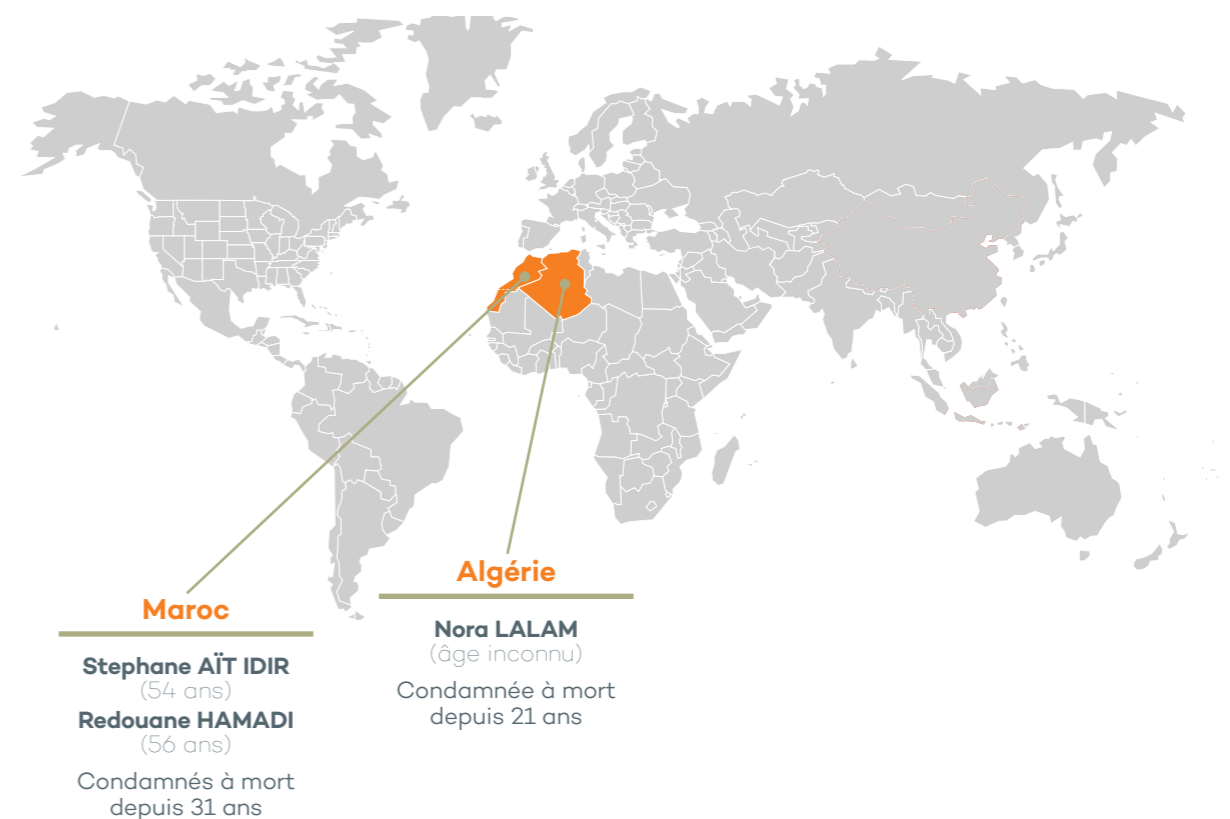 Maroc
Stephane AÏT IDIR
(54 ans)
Redouane HAMADI
(56 ans)
Condamnés à mort
depuis 31 ans
Algérie
Nora LALAM
(âge inconnu)
Condamnée à mort
depuis 21 ans